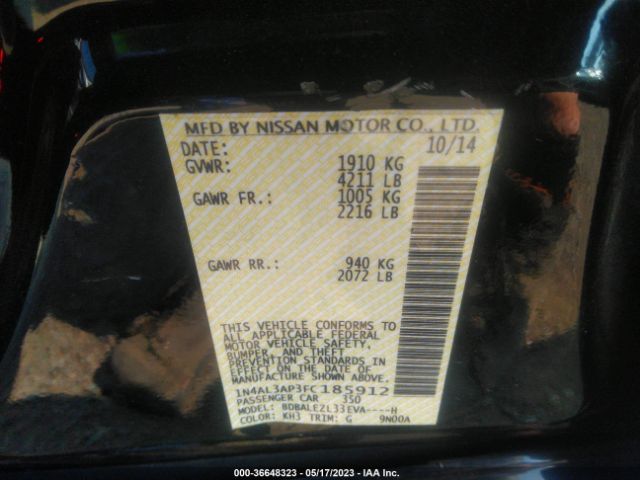 MFD BY NISSAN MOTOR CO., LTD.
DATE: 10/14
GVWR: 1910 KG
4211 LB
GAWR FR.: 1005 KG
2216 LB
GAWR RR.: 940 KG
2072 LB
THIS VEHICLE CONFORMS TO
ALL APPLICABLE FEDERAL
MOTOR VEHICLE SAFETY,
BUMPER, AND THEFT
PREVENTION STANDARDS IN
EFFECT ON THE DATE OF
MANUFACTURE SHOWN ABOVE.
1N4AL3AP3FC185912
PASSENGER CAR 350
MODEL: BDBALEZL33EVA----H
COLOR: KH3 TRIM: G 9N00A
000-36648323 - 05/17/2023 - IAA Inc.